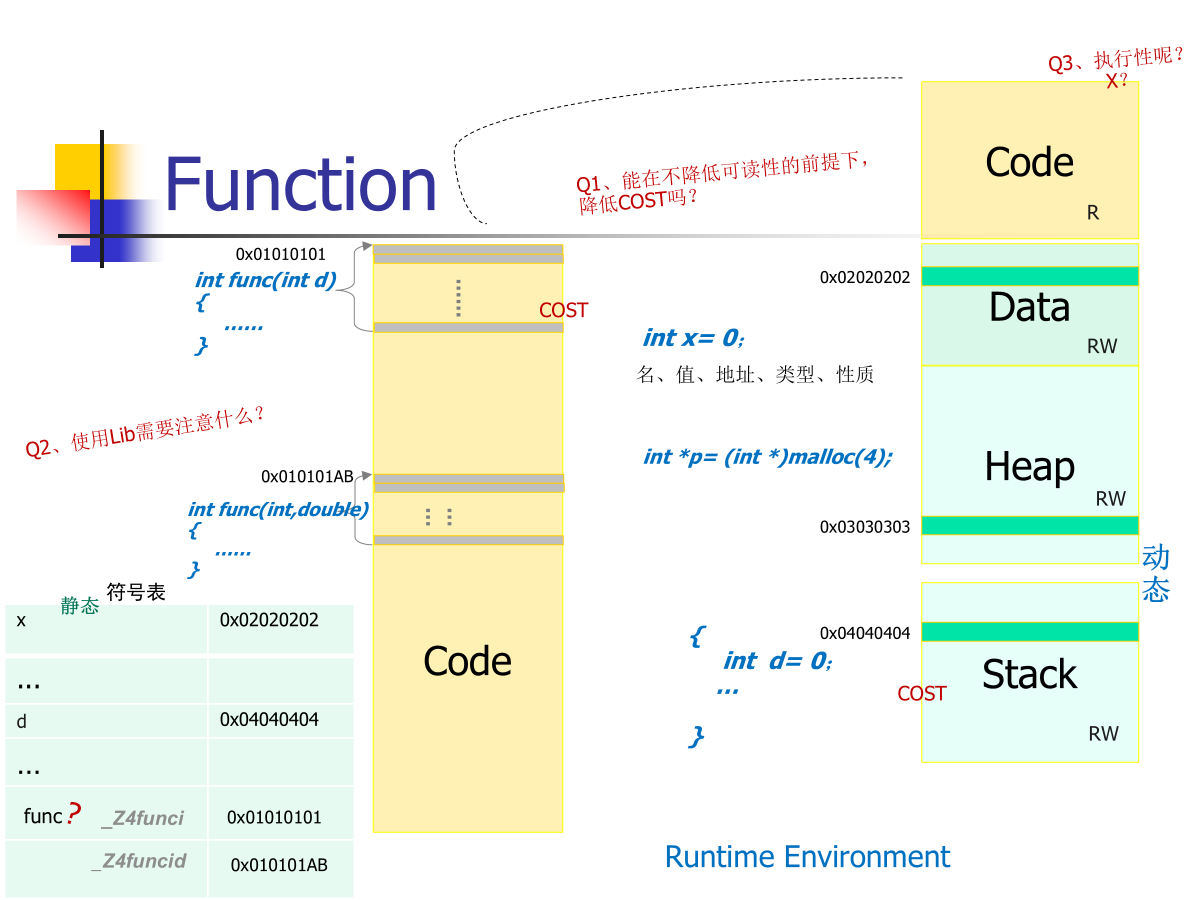 Function
Q1、能在不降低可读性的前提下，
降低COST吗？
Q3、执行性呢？
X？
Code
R
0x01010101
int func(int d)
{
......
}
COST
0x02020202
Data
RW
int x= 0；
名、值、地址、类型、性质
Q2、使用Lib需要注意什么？
int *p= (int *)malloc(4);
Heap
RW
0x03030303
动态
0x010101AB
int func(int,double)
{
......
}
符号表
静态
x 0x02020202
...
d 0x04040404
...
func? _Z4funci 0x01010101
_Z4funcid 0x010101AB
Code
{
int d= 0；
...
}
0x04040404
COST
Stack
RW
Runtime Environment